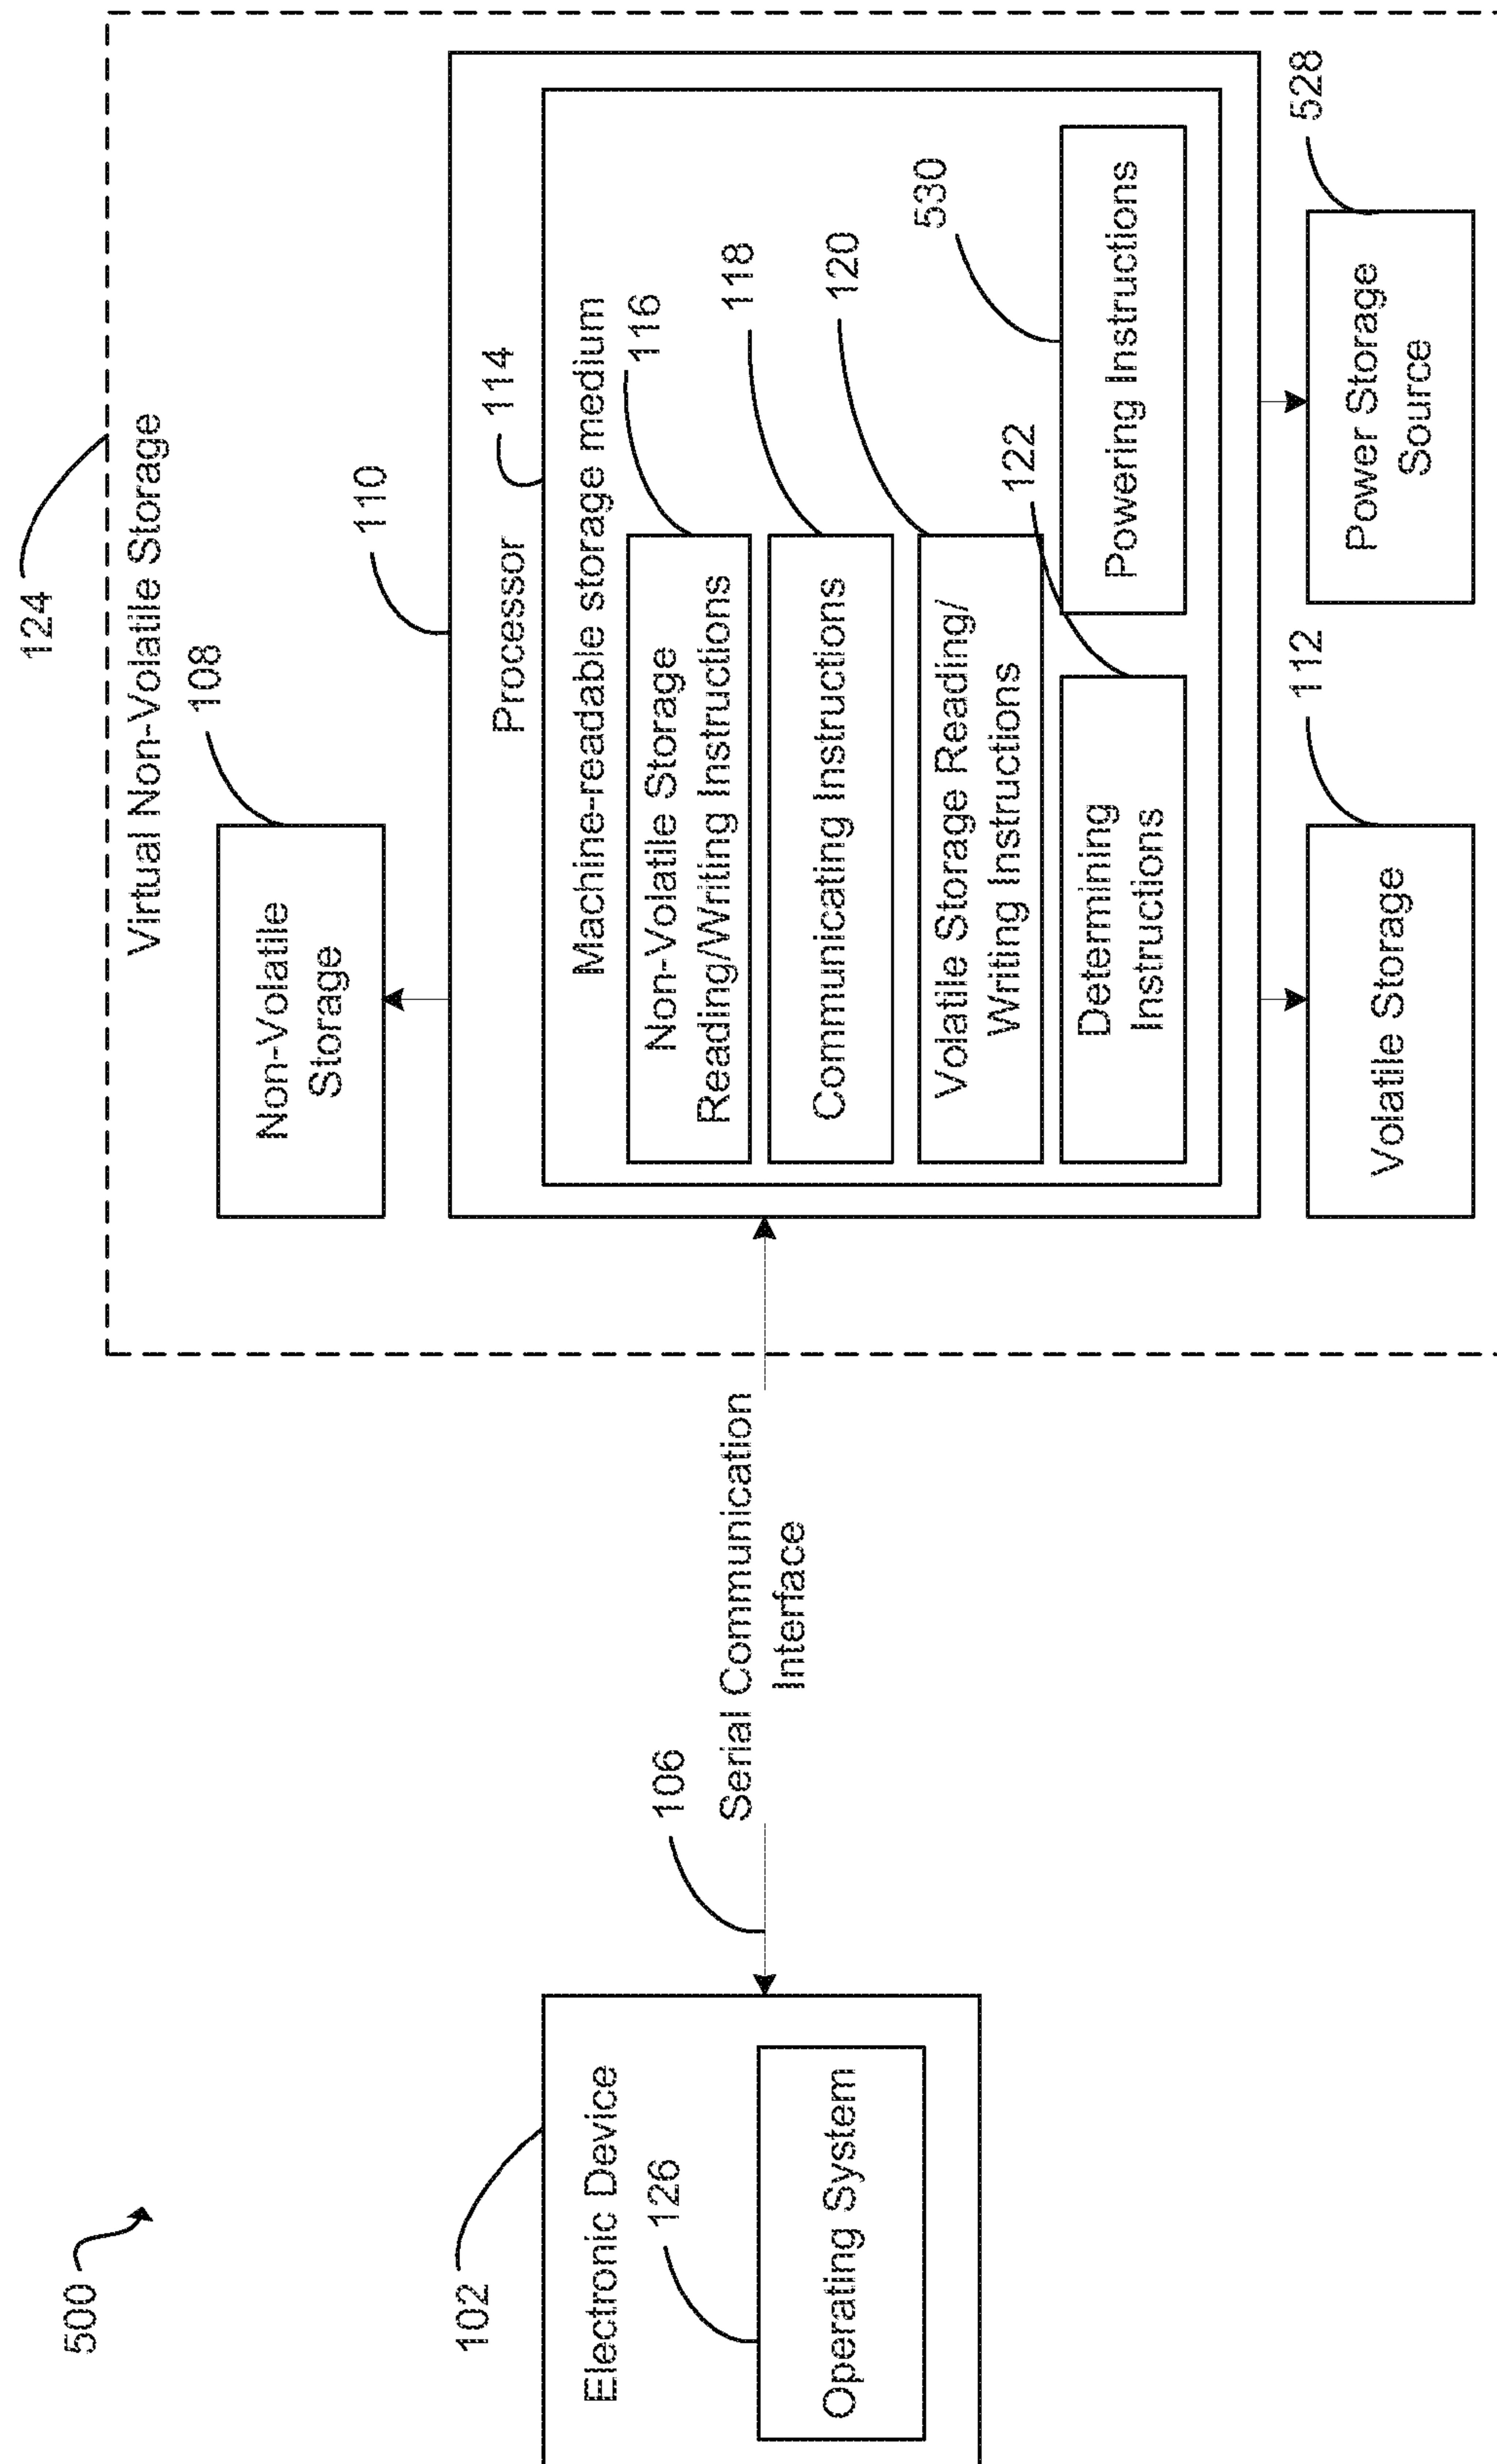 500
124
Virtual Non-Volatile Storage
108
Non-Volatile
Storage
110
Processor
114
Machine-readable storage medium
116
Non-Volatile Storage
Reading/Writing Instructions
118
Communicating Instructions
120
Volatile Storage Reading/
Writing Instructions
122
Determining
Instructions
530
Powering Instructions
102
Electronic Device
126
Operating System
106
Serial Communication
Interface
112
Volatile Storage
528
Power Storage
Source